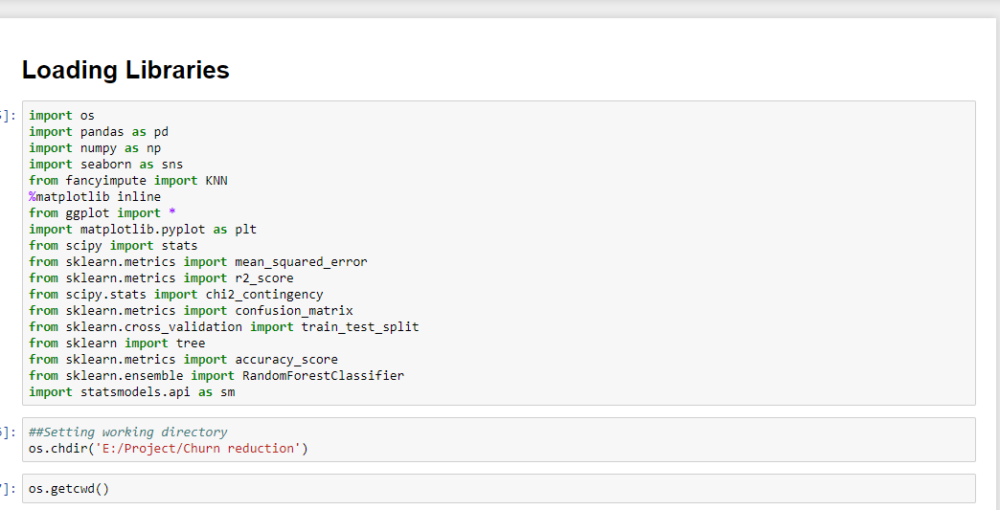 Loading Libraries
]:
import os
import pandas as pd
import numpy as np
import seaborn as sns
from fancyimpute import KNN
%matplotlib inline
from ggplot import *
import matplotlib.pyplot as plt
from scipy import stats
from sklearn.metrics import mean_squared_error
from sklearn.metrics import r2_score
from scipy.stats import chi2_contingency
from sklearn.metrics import confusion_matrix
from sklearn.cross_validation import train_test_split
from sklearn import tree
from sklearn.metrics import accuracy_score
from sklearn.ensemble import RandomForestClassifier
import statsmodels.api as sm
]:
##Setting working directory
os.chdir('E:/Project/Churn reduction')
]:
os.getcwd()